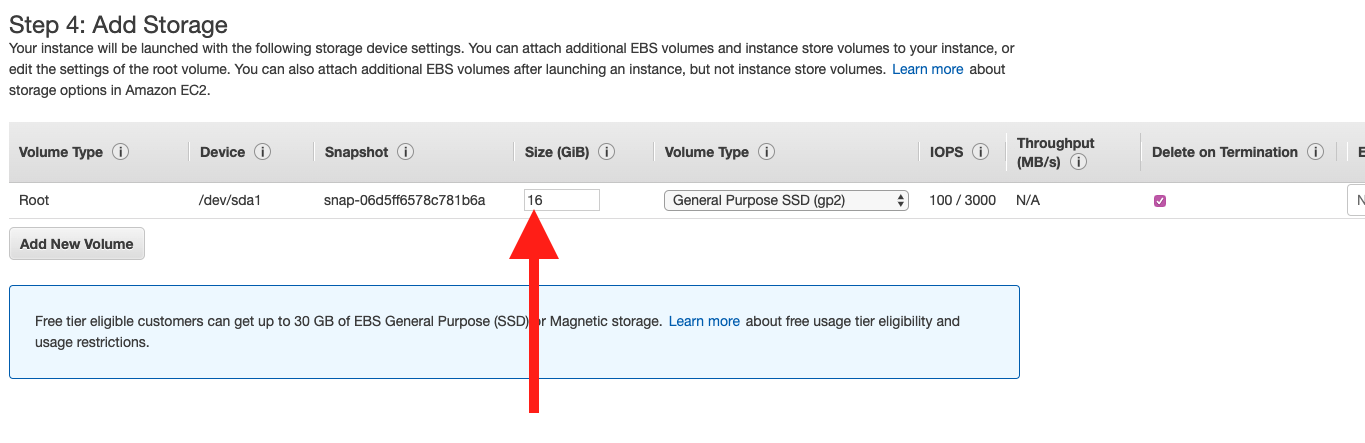 Step 4: Add Storage
Your instance will be launched with the following storage device settings. You can attach additional EBS volumes and instance store volumes to your instance, or
edit the settings of the root volume. You can also attach additional EBS volumes after launching an instance, but not instance store volumes. Learn more about
storage options in Amazon EC2.
Volume Type i Device i Snapshot i Size (GiB) i Volume Type i IOPS i Throughput (MB/s) i Delete on Termination i E
Root /dev/sda1 snap-06d5ff6578c781b6a 16 General Purpose SSD (gp2) 100 / 3000 N/A N
Add New Volume
Free tier eligible customers can get up to 30 GB of EBS General Purpose (SSD) or Magnetic storage. Learn more about free usage tier eligibility and
usage restrictions.